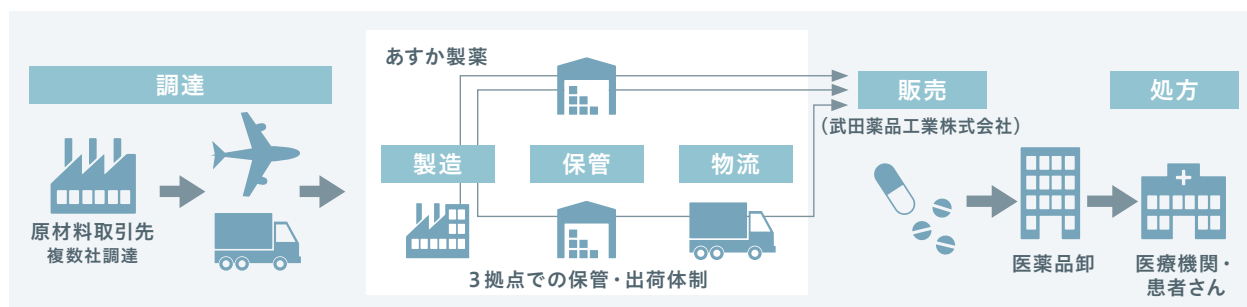 調達
原材料取引先
複数社調達
あすか製薬
製造
保管
物流
3拠点での保管・出荷体制
販売
(武田薬品工業株式会社)
医薬品卸
処方
医療機関・
患者さん